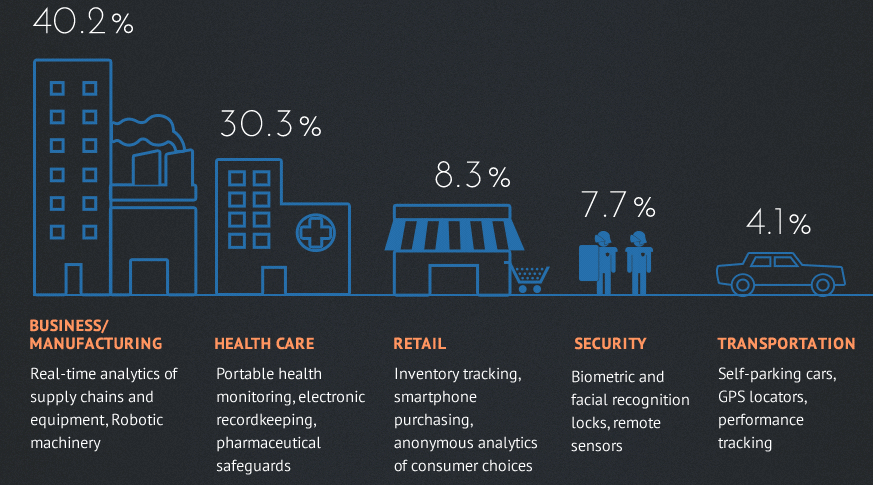 40.2%
30.3%
8.3%
7.7%
4.1%
BUSINESS/
MANUFACTURING
Real-time analytics of
supply chains and
equipment, Robotic
machinery
HEALTH CARE
Portable health
monitoring, electronic
recordkeeping,
pharmaceutical
safeguards
RETAIL
Inventory tracking,
smartphone
purchasing,
anonymous analytics
of consumer choices
SECURITY
Biometric and
facial recognition
locks, remote
sensors
TRANSPORTATION
Self-parking cars,
GPS locators,
performance
tracking